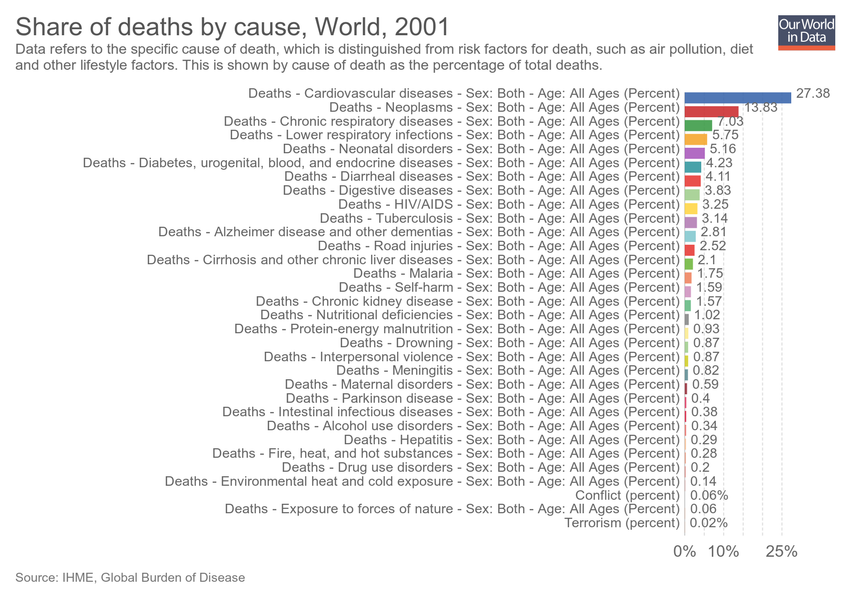 Share of deaths by cause, World, 2001
Our World
in Data
Data refers to the specific cause of death, which is distinguished from risk factors for death, such as air pollution, diet
and other lifestyle factors. This is shown by cause of death as the percentage of total deaths.
Deaths - Cardiovascular diseases - Sex: Both - Age: All Ages (Percent) 27.38
Deaths - Neoplasms - Sex: Both - Age: All Ages (Percent) 13.83
Deaths - Chronic respiratory diseases - Sex: Both - Age: All Ages (Percent) 7.03
Deaths - Lower respiratory infections - Sex: Both - Age: All Ages (Percent) 5.75
Deaths - Neonatal disorders - Sex: Both - Age: All Ages (Percent) 5.16
Deaths - Diabetes, urogenital, blood, and endocrine diseases - Sex: Both - Age: All Ages (Percent) 4.23
Deaths - Diarrheal diseases - Sex: Both - Age: All Ages (Percent) 4.11
Deaths - Digestive diseases - Sex: Both - Age: All Ages (Percent) 3.83
Deaths - HIV/AIDS - Sex: Both - Age: All Ages (Percent) 3.25
Deaths - Tuberculosis - Sex: Both - Age: All Ages (Percent) 3.14
Deaths - Alzheimer disease and other dementias - Sex: Both - Age: All Ages (Percent) 2.81
Deaths - Road injuries - Sex: Both - Age: All Ages (Percent) 2.52
Deaths - Cirrhosis and other chronic liver diseases - Sex: Both - Age: All Ages (Percent) 2.1
Deaths - Malaria - Sex: Both - Age: All Ages (Percent) 1.75
Deaths - Self-harm - Sex: Both - Age: All Ages (Percent) 1.59
Deaths - Chronic kidney disease - Sex: Both - Age: All Ages (Percent) 1.57
Deaths - Nutritional deficiencies - Sex: Both - Age: All Ages (Percent) 1.02
Deaths - Protein-energy malnutrition - Sex: Both - Age: All Ages (Percent) 0.93
Deaths - Drowning - Sex: Both - Age: All Ages (Percent) 0.87
Deaths - Interpersonal violence - Sex: Both - Age: All Ages (Percent) 0.87
Deaths - Meningitis - Sex: Both - Age: All Ages (Percent) 0.82
Deaths - Maternal disorders - Sex: Both - Age: All Ages (Percent) 0.59
Deaths - Parkinson disease - Sex: Both - Age: All Ages (Percent) 0.4
Deaths - Intestinal infectious diseases - Sex: Both - Age: All Ages (Percent) 0.38
Deaths - Alcohol use disorders - Sex: Both - Age: All Ages (Percent) 0.34
Deaths - Hepatitis - Sex: Both - Age: All Ages (Percent) 0.29
Deaths - Fire, heat, and hot substances - Sex: Both - Age: All Ages (Percent) 0.28
Deaths - Drug use disorders - Sex: Both - Age: All Ages (Percent) 0.2
Deaths - Environmental heat and cold exposure - Sex: Both - Age: All Ages (Percent) 0.14
Conflict (percent) 0.06%
Deaths - Exposure to forces of nature - Sex: Both - Age: All Ages (Percent) 0.06
Terrorism (percent) 0.02%
0% 10% 25%
Source: IHME, Global Burden of Disease